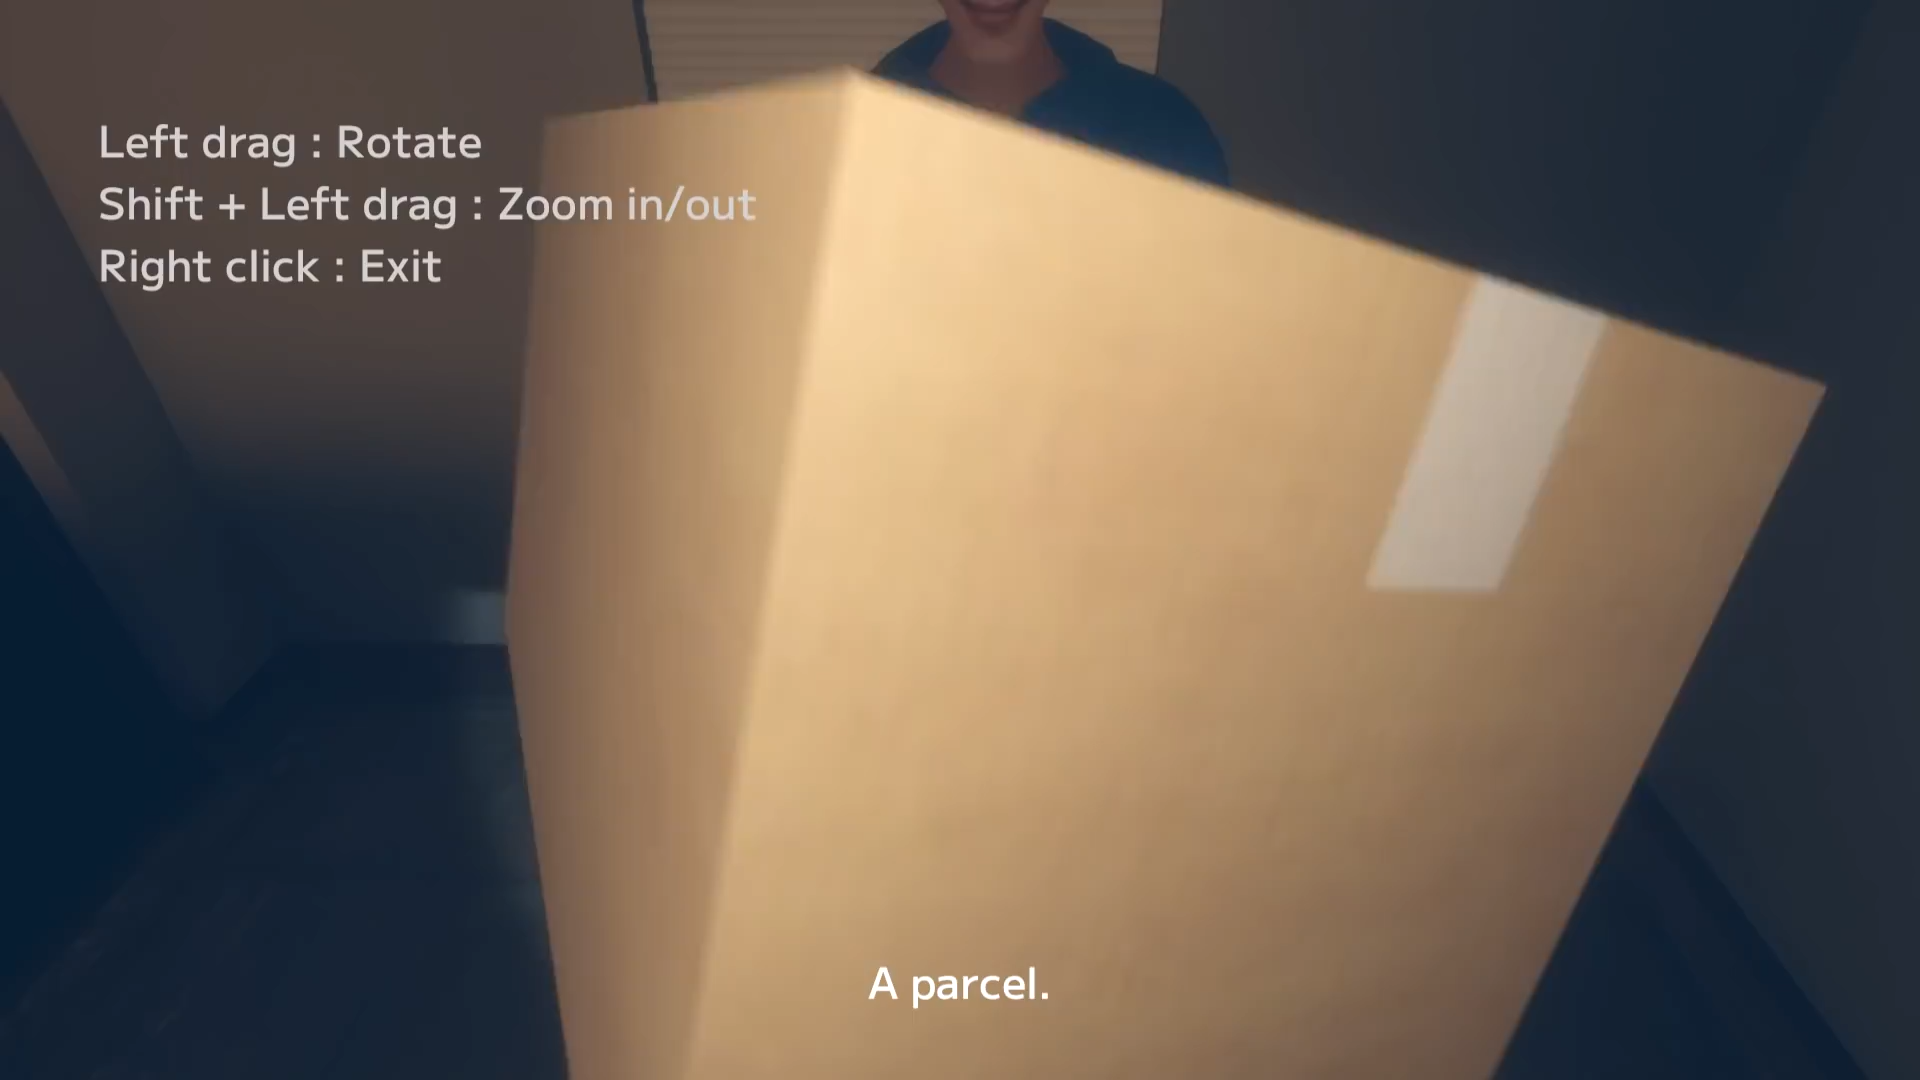 Left drag : Rotate
Shift + Left drag : Zoom in/out
Right click : Exit
A parcel.